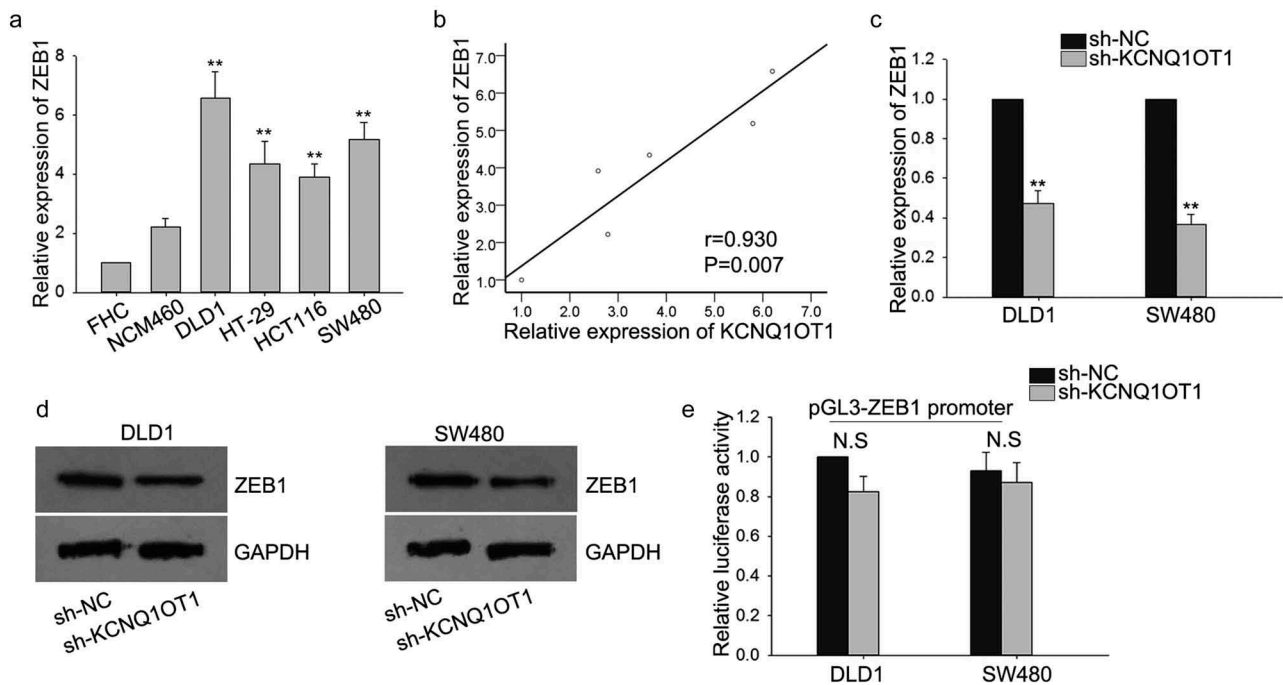 a
Relative expression of ZEB1
8
6
4
2
0
**
**
**
**
FHC
NCM460
DLD1
HT-29
HCT116
SW480
b
Relative expression of ZEB1
7.0
6.0
5.0
4.0
3.0
2.0
1.0
r=0.930
P=0.007
1.0 2.0 3.0 4.0 5.0 6.0 7.0
Relative expression of KCNQ1OT1
c
sh-NC
sh-KCNQ1OT1
Relative expression of ZEB1
1.2
1.0
0.8
0.6
0.4
0.2
0.0
**
**
DLD1 SW480
d
DLD1
ZEB1
GAPDH
sh-NC
sh-KCNQ1OT1
SW480
ZEB1
GAPDH
sh-NC
sh-KCNQ1OT1
e
sh-NC
sh-KCNQ1OT1
pGL3-ZEB1 promoter
Relative luciferase activity
1.2
1.0
0.8
0.6
0.4
0.2
0.0
N.S N.S
DLD1 SW480